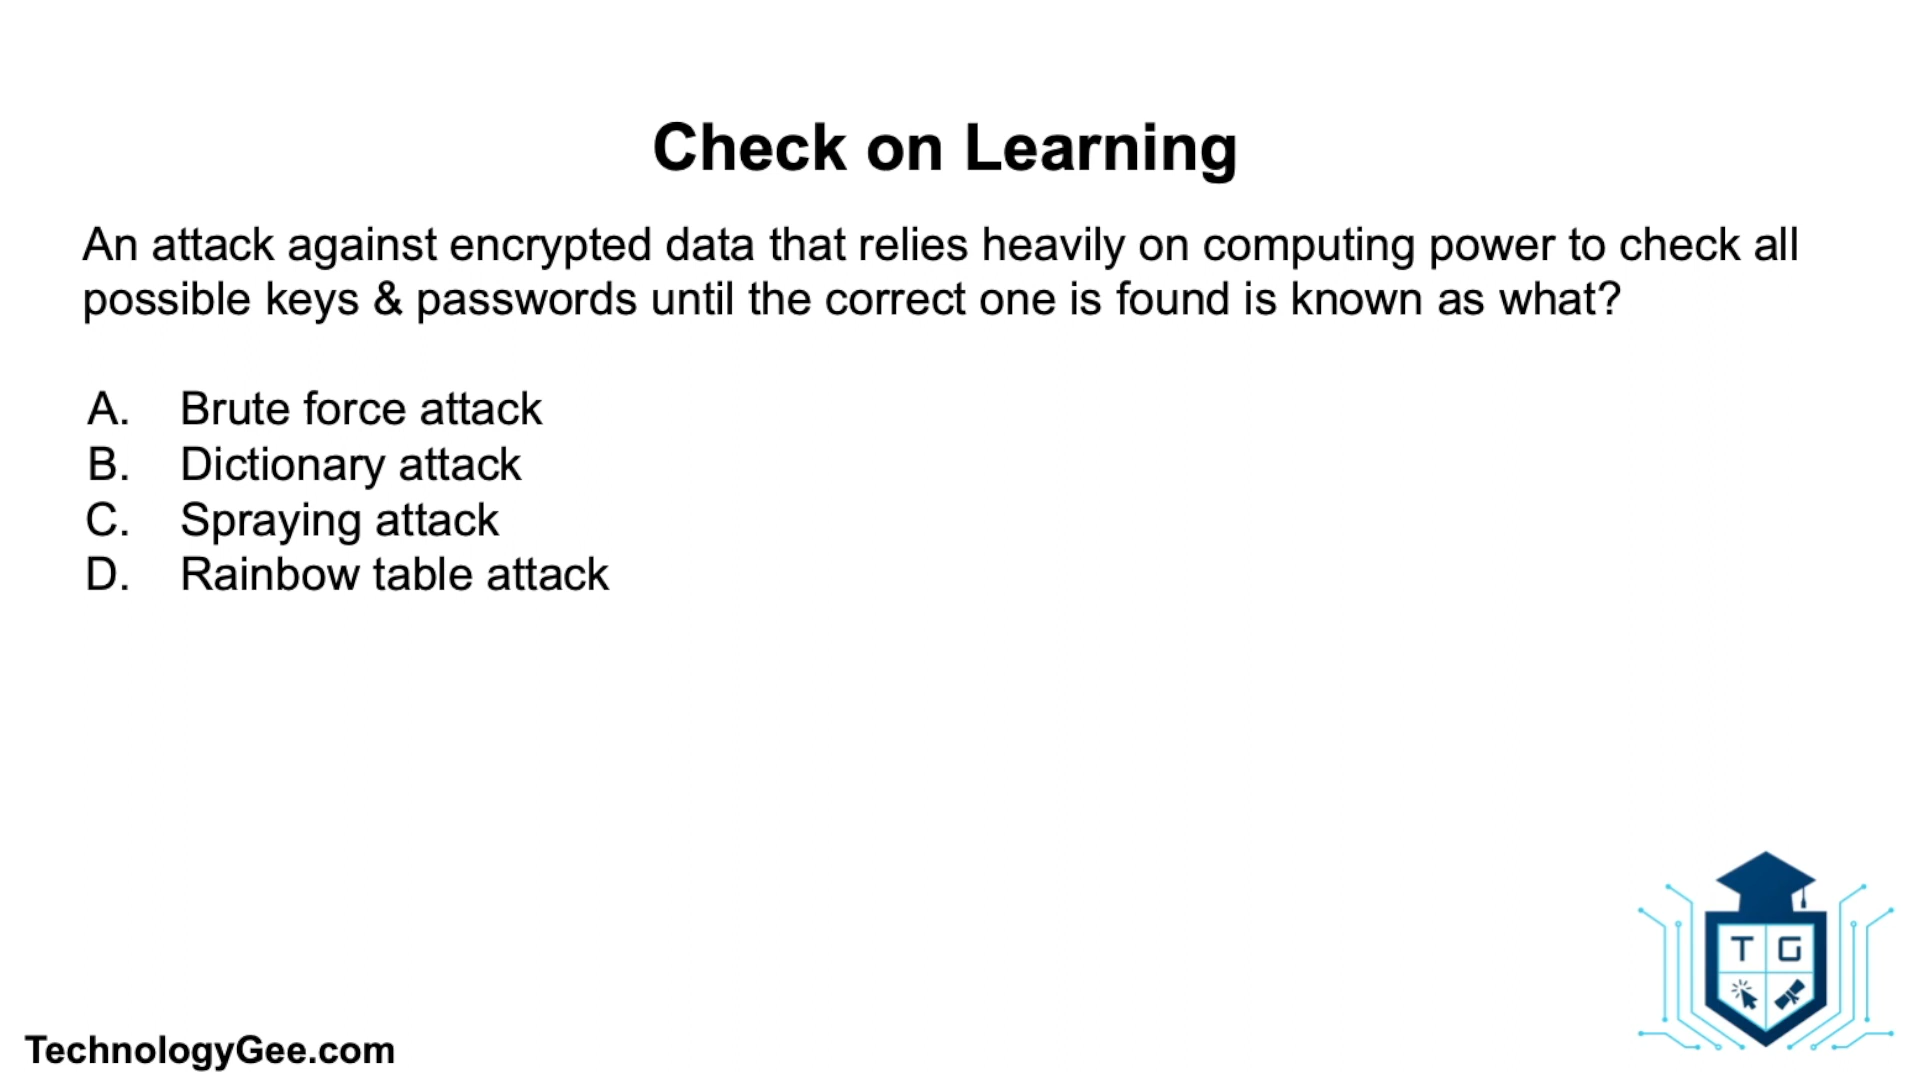 Check on Learning
An attack against encrypted data that relies heavily on computing power to check all
possible keys & passwords until the correct one is found is known as what?
A. Brute force attack
B. Dictionary attack
C. Spraying attack
D. Rainbow table attack
T G
TechnologyGee.com